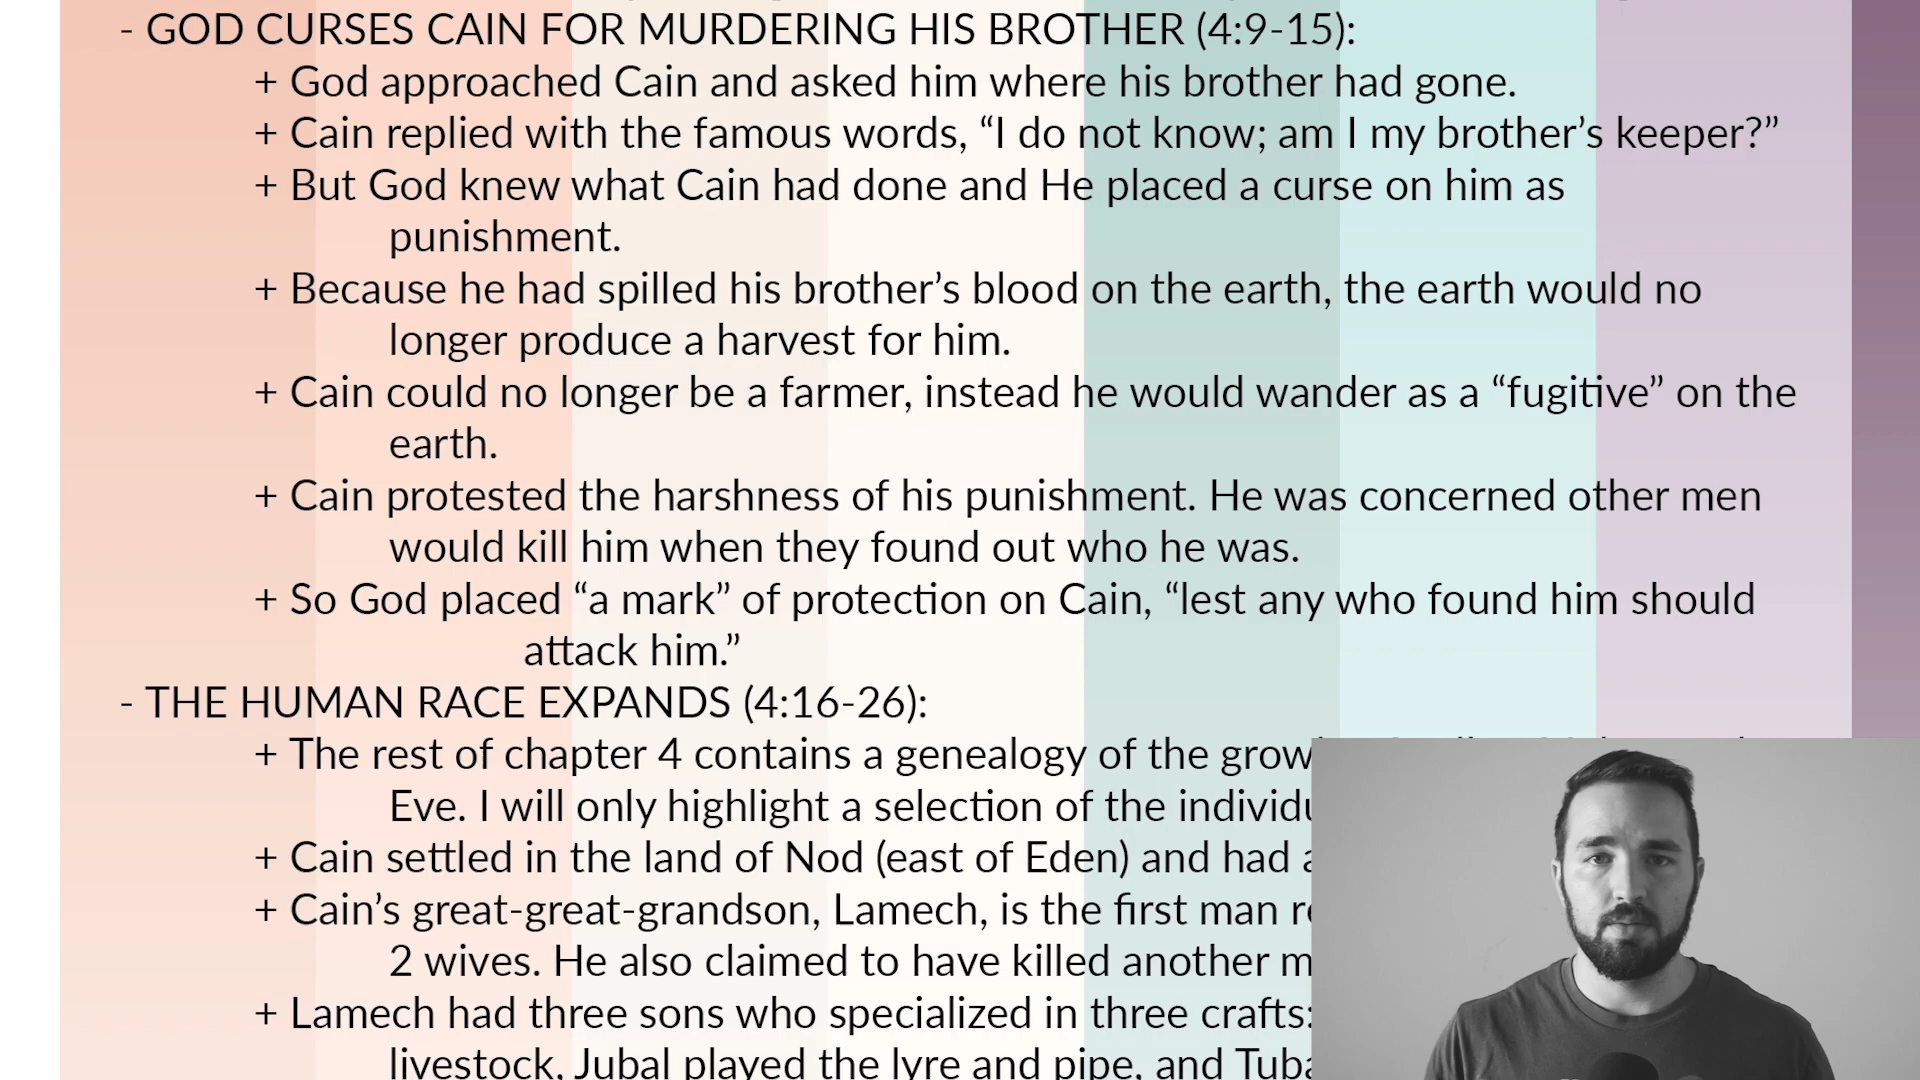 - GOD CURSES CAIN FOR MURDERING HIS BROTHER (4:9-15):
+ God approached Cain and asked him where his brother had gone.
+ Cain replied with the famous words, “I do not know; am I my brother’s keeper?”
+ But God knew what Cain had done and He placed a curse on him as
punishment.
+ Because he had spilled his brother’s blood on the earth, the earth would no
longer produce a harvest for him.
+ Cain could no longer be a farmer, instead he would wander as a “fugitive” on the
earth.
+ Cain protested the harshness of his punishment. He was concerned other men
would kill him when they found out who he was.
+ So God placed “a mark” of protection on Cain, “lest any who found him should
attack him.”
- THE HUMAN RACE EXPANDS (4:16-26):
+ The rest of chapter 4 contains a genealogy of the
Eve. I will only highlight a selection of the
+ Cain settled in the land of Nod (east of Eden) and had
+ Cain’s great-great-grandson, Lamech, is the first man
2 wives. He also claimed to have killed another
+ Lamech had three sons who specialized in three crafts:
livestock, Jubal played the lyre and pipe, and